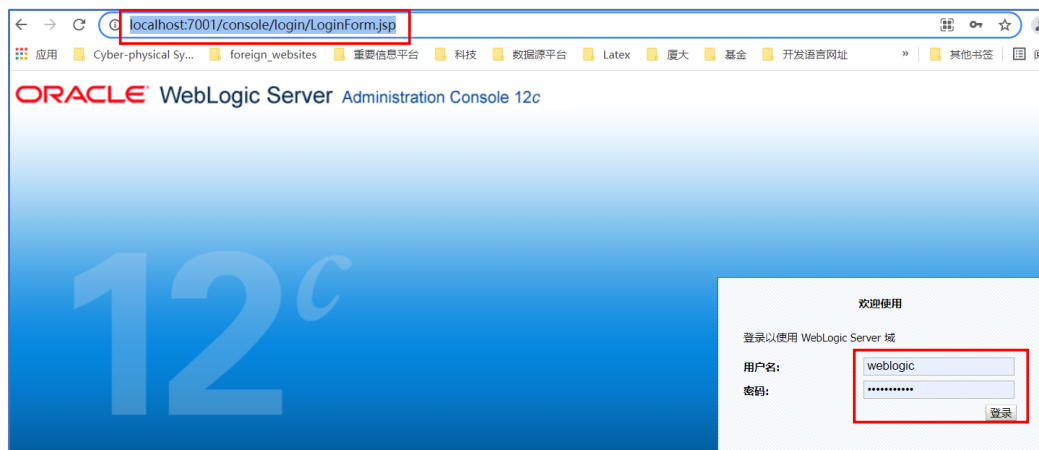 localhost:7001/console/login/LoginForm.jsp
应用 Cyber-physical Sy... foreign_websites 重要信息平台 科技 数据源平台 Latex 厦大 基金 开发语言网址 » 其他书签
ORACLE WebLogic Server Administration Console 12c
12c
欢迎使用
登录以使用 WebLogic Server 域
用户名: weblogic
密码: •••••••••••
登录